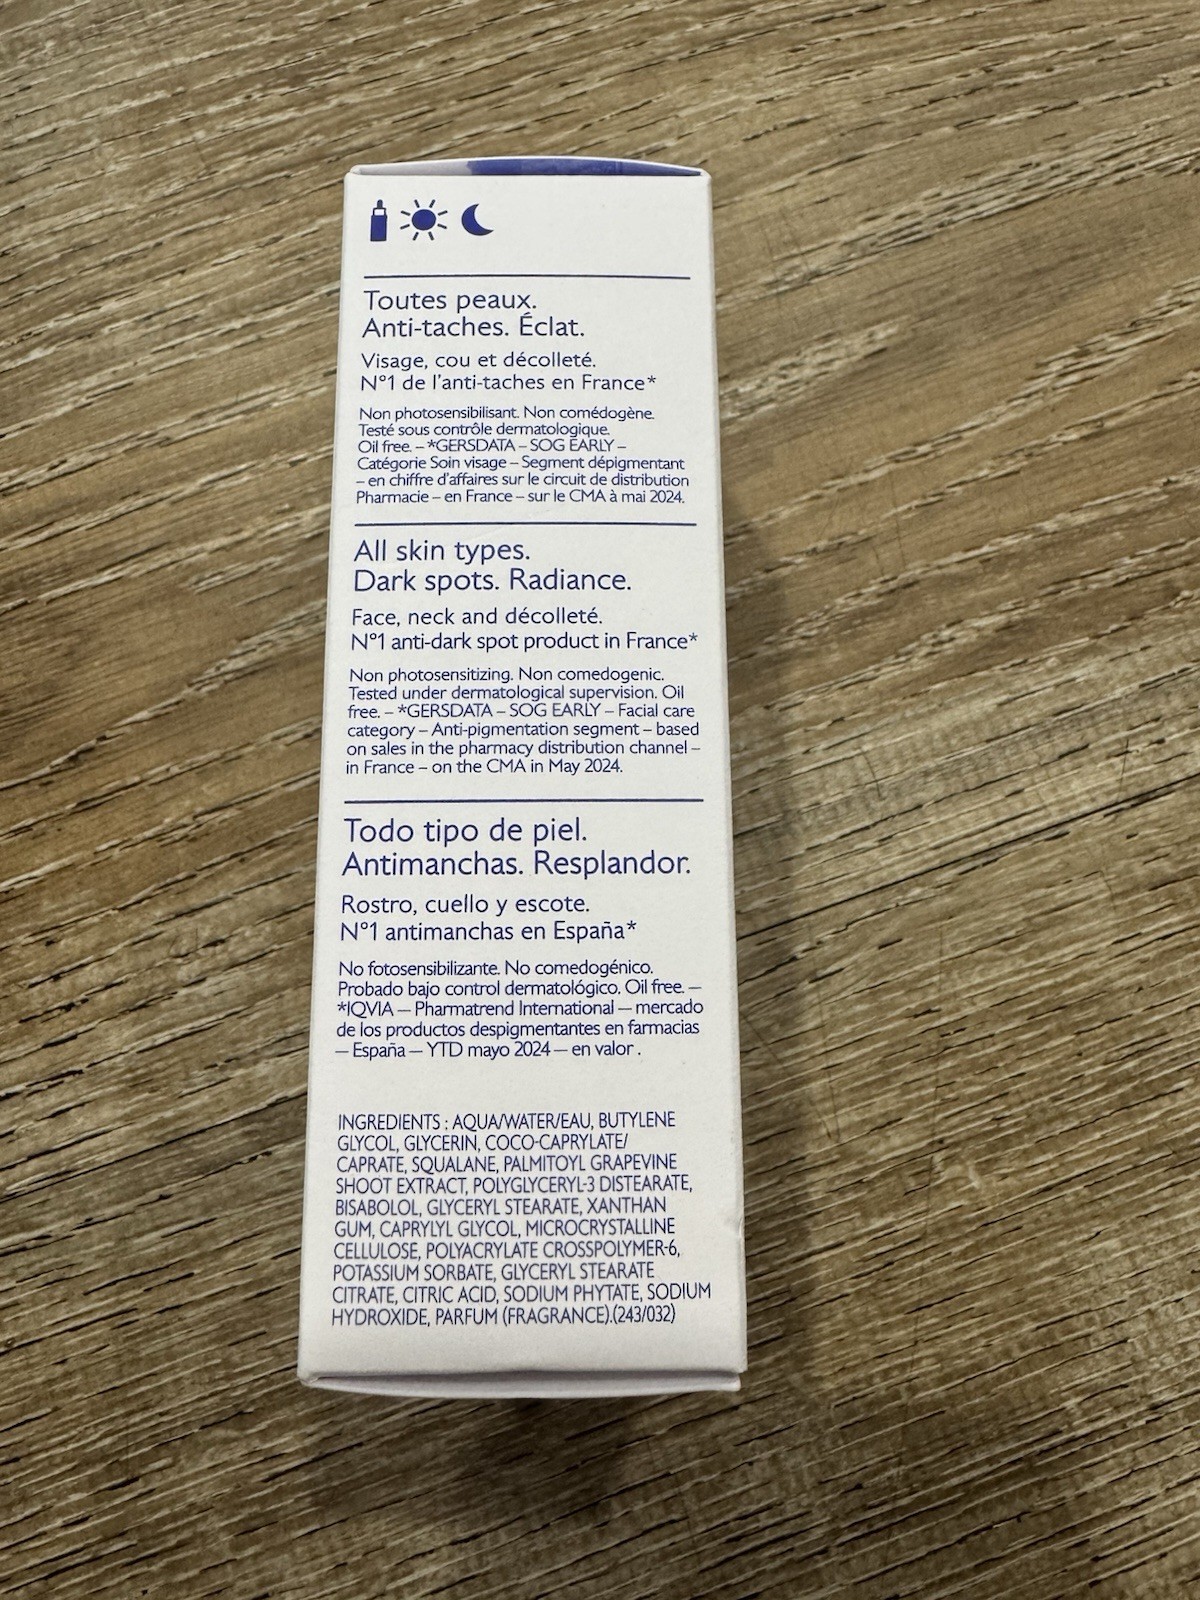 Toutes peaux.
Anti-taches. Éclat.
Visage, cou et décolleté.
N°1 de l'anti-taches en France*
Non photosensibilisant. Non comédogène.
Testé sous contrôle dermatologique.
Oil free. – *GERSDATA – SOG EARLY –
Catégorie Soin visage – Segment dépigmentant
– en chiffre d'affaires sur le circuit de distribution
Pharmacie – en France – sur le CMA à mai 2024.
All skin types.
Dark spots. Radiance.
Face, neck and décolleté.
N°1 anti-dark spot product in France*
Non photosensitizing. Non comedogenic.
Tested under dermatological supervision. Oil
free. – *GERSDATA – SOG EARLY – Facial care
category – Anti-pigmentation segment – based
on sales in the pharmacy distribution channel –
in France – on the CMA in May 2024.
Todo tipo de piel.
Antimanchas. Resplandor.
Rostro, cuello y escote.
N°1 antimanchas en España*
No fotosensibilizante. No comedogénico.
Probado bajo control dermatológico. Oil free. –
*IQVIA – Pharmatrend International – mercado
de los productos despigmentantes en farmacias
– España – YTD mayo 2024 – en valor .
INGREDIENTS : AQUA/WATER/EAU, BUTYLENE
GLYCOL, GLYCERIN, COCO-CAPRYLATE/
CAPRATE, SQUALANE, PALMITOYL GRAPEVINE
SHOOT EXTRACT, POLYGLYCERYL-3 DISTEARATE,
BISABOLOL, GLYCERYL STEARATE, XANTHAN
GUM, CAPRYLYL GLYCOL, MICROCRYSTALLINE
CELLULOSE, POLYACRYLATE CROSSPOLYMER-6,
POTASSIUM SORBATE, GLYCERYL STEARATE
CITRATE, CITRIC ACID, SODIUM PHYTATE, SODIUM
HYDROXIDE, PARFUM (FRAGRANCE).(243/032)